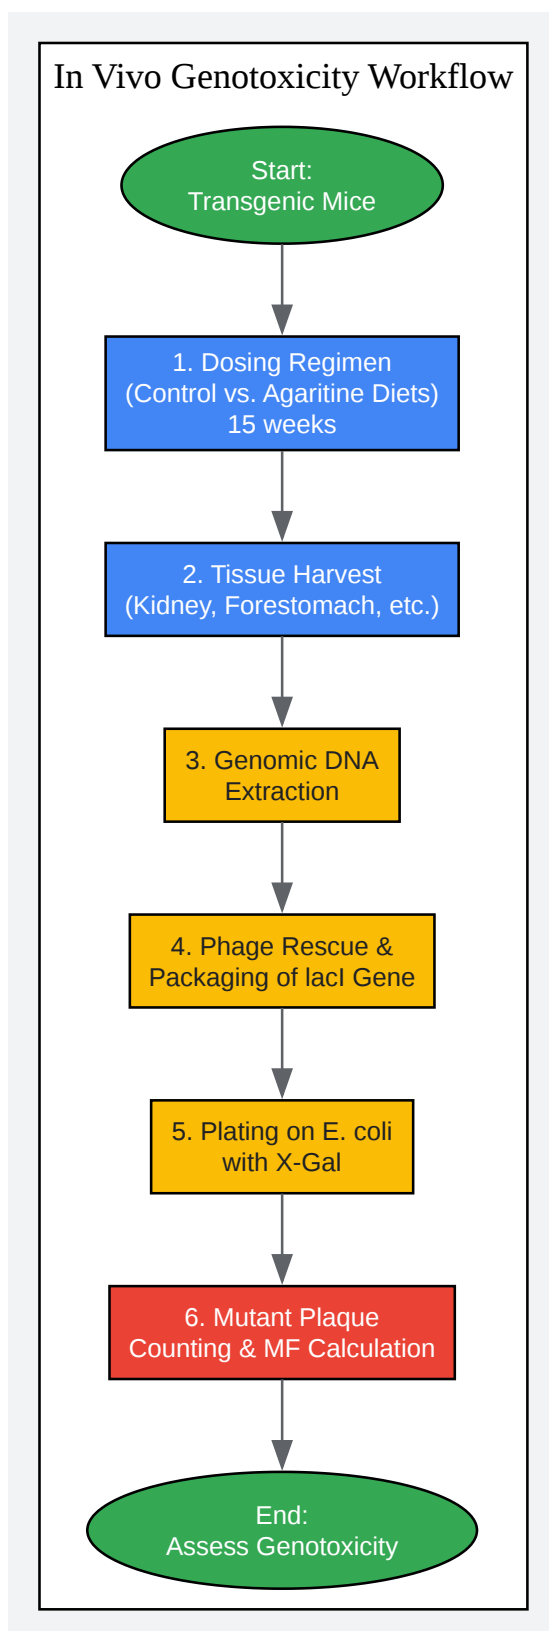 In Vivo Genotoxicity Workflow
Start:
Transgenic Mice
1. Dosing Regimen
(Control vs. Agaritine Diets)
15 weeks
2. Tissue Harvest
(Kidney, Forestomach, etc.)
3. Genomic DNA
Extraction
4. Phage Rescue &
Packaging of lacI Gene
5. Plating on E. coli
with X-Gal
6. Mutant Plaque
Counting & MF Calculation
End:
Assess Genotoxicity